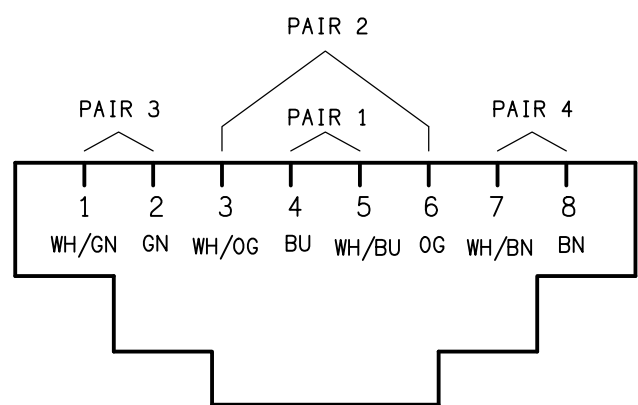 PAIR 2
PAIR 3 PAIR 1 PAIR 4
1 2 3 4 5 6 7 8
WH/GN GN WH/OG BU WH/BU OG WH/BN BN